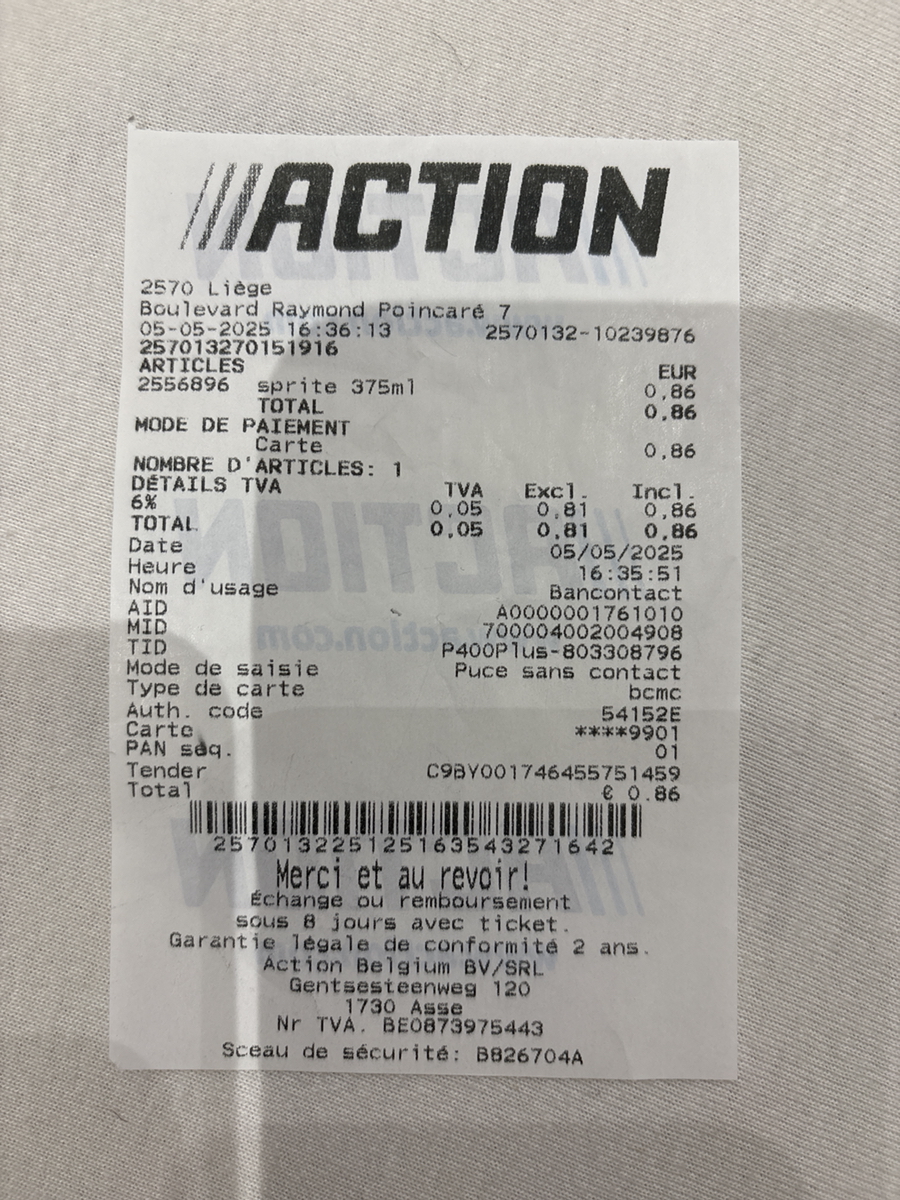 ACTION
2570 Liège
Boulevard Raymond Poincaré 7
05-05-2025 16:36:13 2570132-10239876
257013270151916
ARTICLES EUR
2556896 sprite 375ml 0,86
TOTAL 0,86
MODE DE PAIEMENT
Carte 0,86
NOMBRE D'ARTICLES: 1
DÉTAILS TVA TVA Excl. Incl.
6% 0,05 0,81 0,86
TOTAL 0,05 0,81 0,86
Date 05/05/2025
Heure 16:35:51
Nom d'usage Bancontact
AID A0000001761010
MID 700004002004908
TID P400Plus-803308796
Mode de saisie Puce sans contact
Type de carte bcmc
Auth. code 54152E
Carte ****9901
PAN séq. 01
Tender C9BY001746455751459
Total € 0.86
257013225125163543271642
Merci et au revoir!
Échange ou remboursement
sous 8 jours avec ticket.
Garantie légale de conformité 2 ans.
Action Belgium BV/SRL
Gentsesteenweg 120
1730 Asse
Nr TVA. BE0873975443
Sceau de sécurité: B826704A